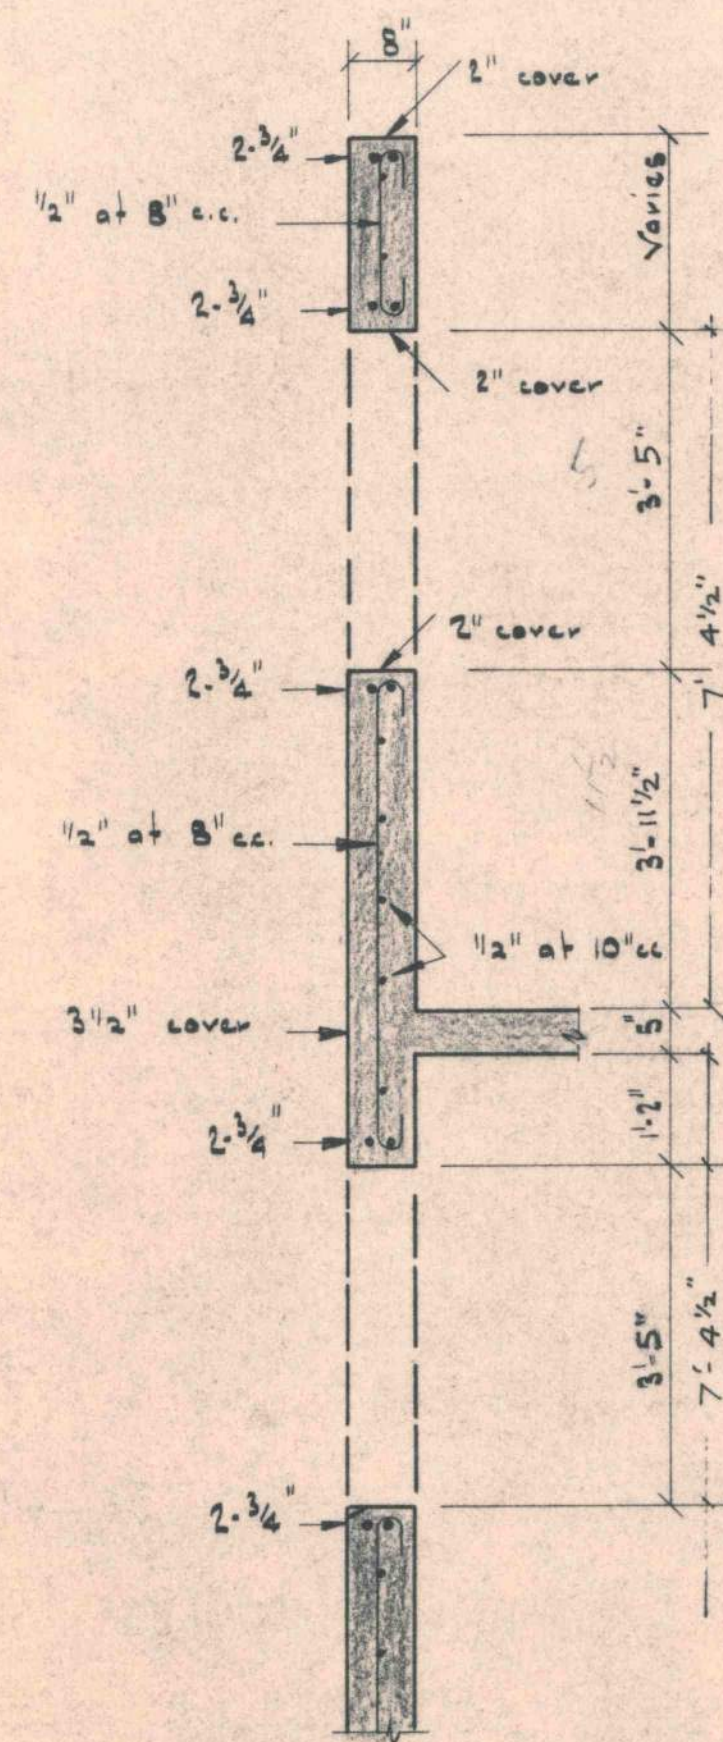 8"
2" cover
2-3/4"
1/2" at 8" c.c.
Varies
2-3/4"
2" cover
3'-5"
5
7' 4 1/2"
2" cover
2-3/4"
3'-11 1/2"
1/2" at 8" c.c.
1/2" at 10" cc
3 1/2" cover
5"
1'-2"
2-3/4"
3'-5"
7'-4 1/2"
2-3/4"